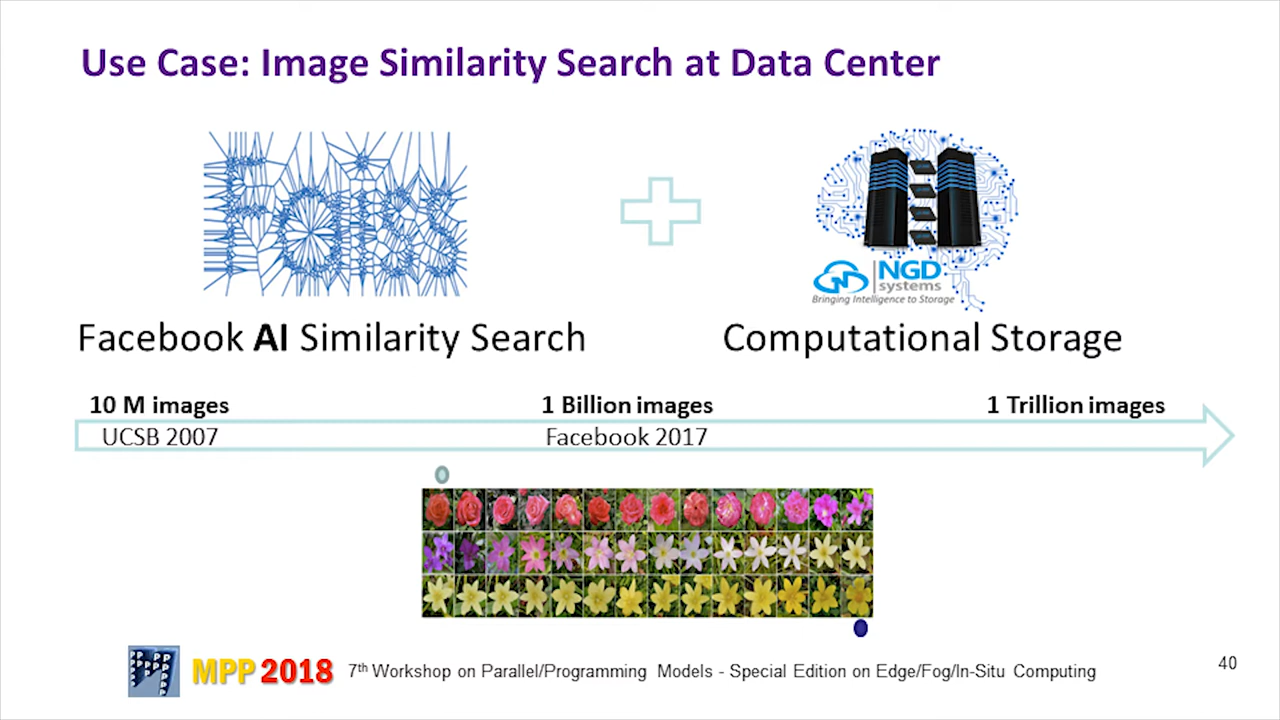 Use Case: Image Similarity Search at Data Center
Faiss
NGD
systems
Bringing Intelligence to Storage
Facebook AI Similarity Search
Computational Storage
10 M images
1 Billion images
1 Trillion images
UCSB 2007
Facebook 2017
MPP 2018
7th Workshop on Parallel/Programming Models - Special Edition on Edge/Fog/In-Situ Computing
40